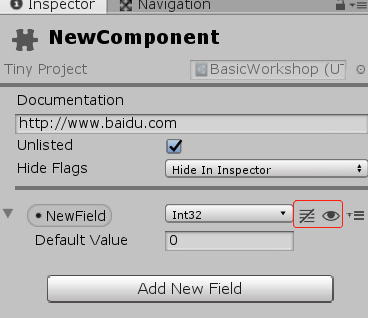 Inspector
Navigation
NewComponent
Tiny Project
BasicWorkshop (UT
Documentation
http://www.baidu.com
Unlisted
Hide Flags
Hide In Inspector
NewField
Int32
Default Value
0
Add New Field